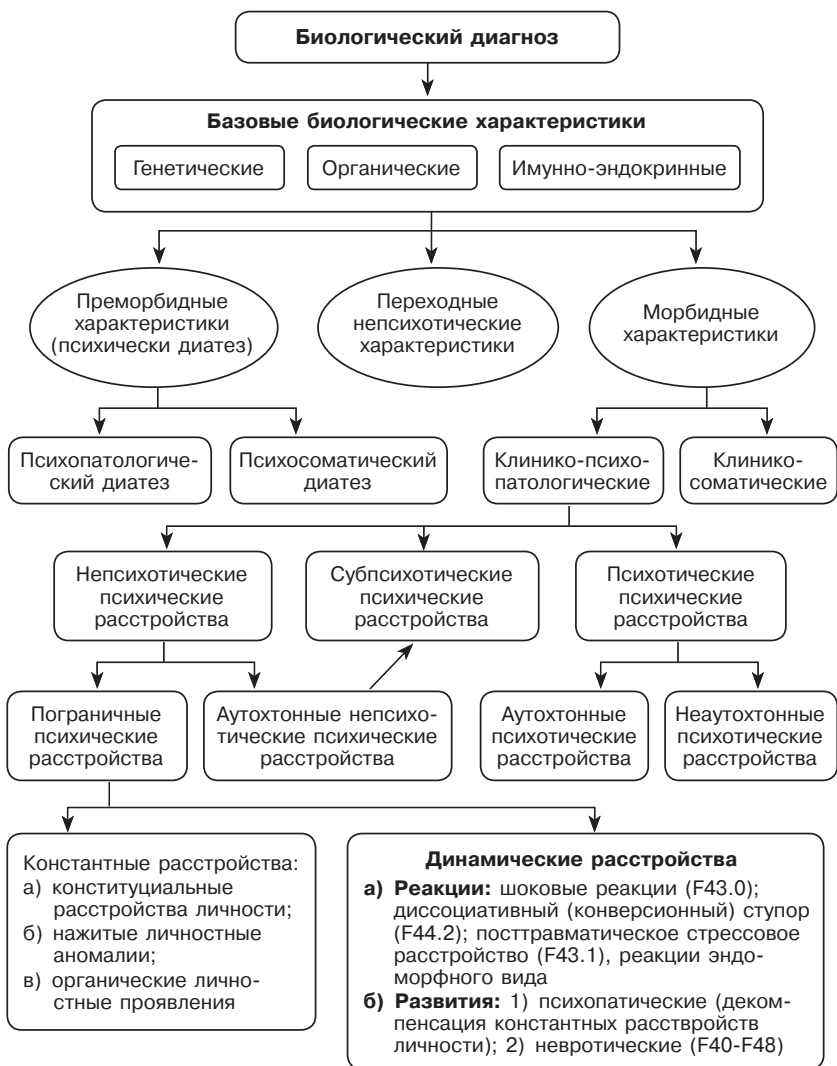 Биологический диагноз
Базовые биологические характеристики
Генетические
Органические
Имунно-эндокринные
Преморбидные
характеристики
(психически диатез)
Переходные
непсихотические
характеристики
Морбидные
характеристики
Психопатологиче-
ский диатез
Психосоматический
диатез
Клинико-психо-
патологические
Клинико-
соматические
Непсихотические
психические
расстройства
Субпсихотические
психические
расстройства
Психотические
психические
расстройства
Пограничные
психические
расстройства
Аутохтонные непсихо-
тические психические
расстройства
Аутохтонные
психотические
расстройства
Неаутохтонные
психотические
расстройства
Константные расстройства:
а) конституциальные
расстройства личности;
б) нажитые личностные
аномалии;
в) органические лично-
стные проявления
Динамические расстройства
а) Реакции: шоковые реакции (F43.0);
диссоциативный (конверсионный) ступор
(F44.2); посттравматическое стрессовое
расстройство (F43.1), реакции эндо-
морфного вида
б) Развития: 1) психопатические (деком-
пенсация константных расствройств
личности); 2) невротические (F40-F48)